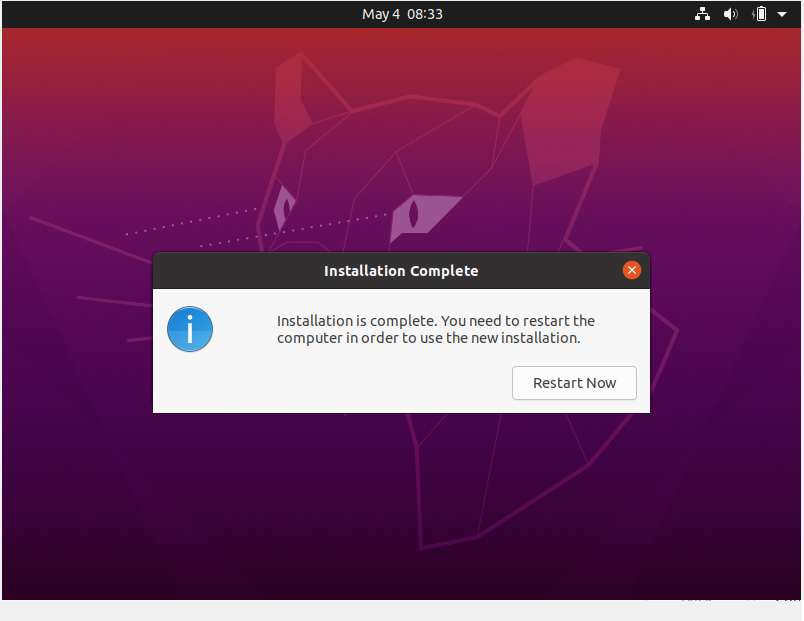 May 4 08:33
Installation Complete
Installation is complete. You need to restart the
computer in order to use the new installation.
Restart Now